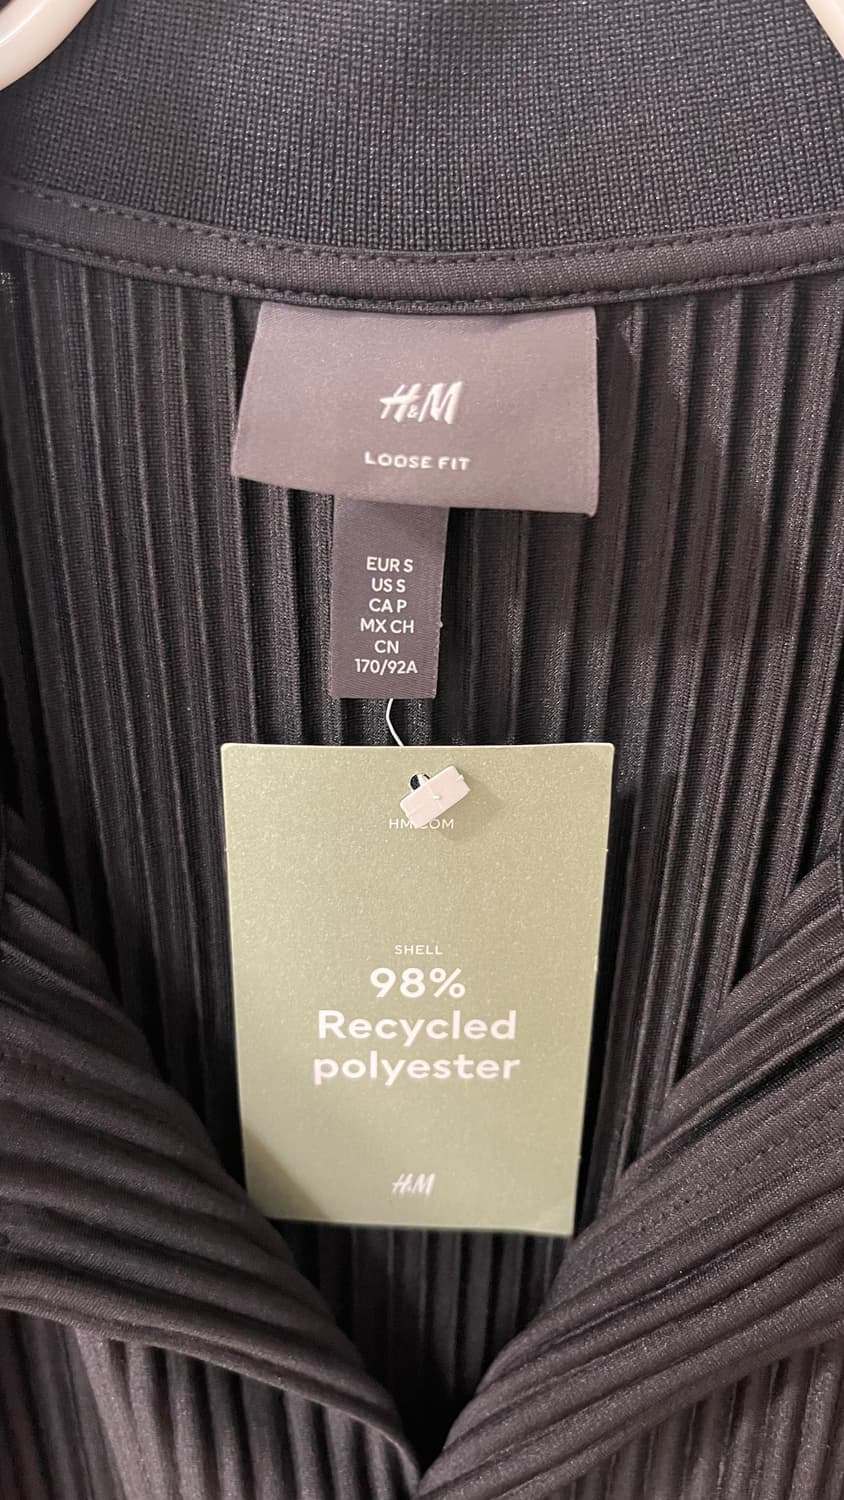 H&M
LOOSE FIT
EUR S
US S
CA P
MX CH
CN
170/92A
HM.COM
SHELL
98%
Recycled
polyester
H&M